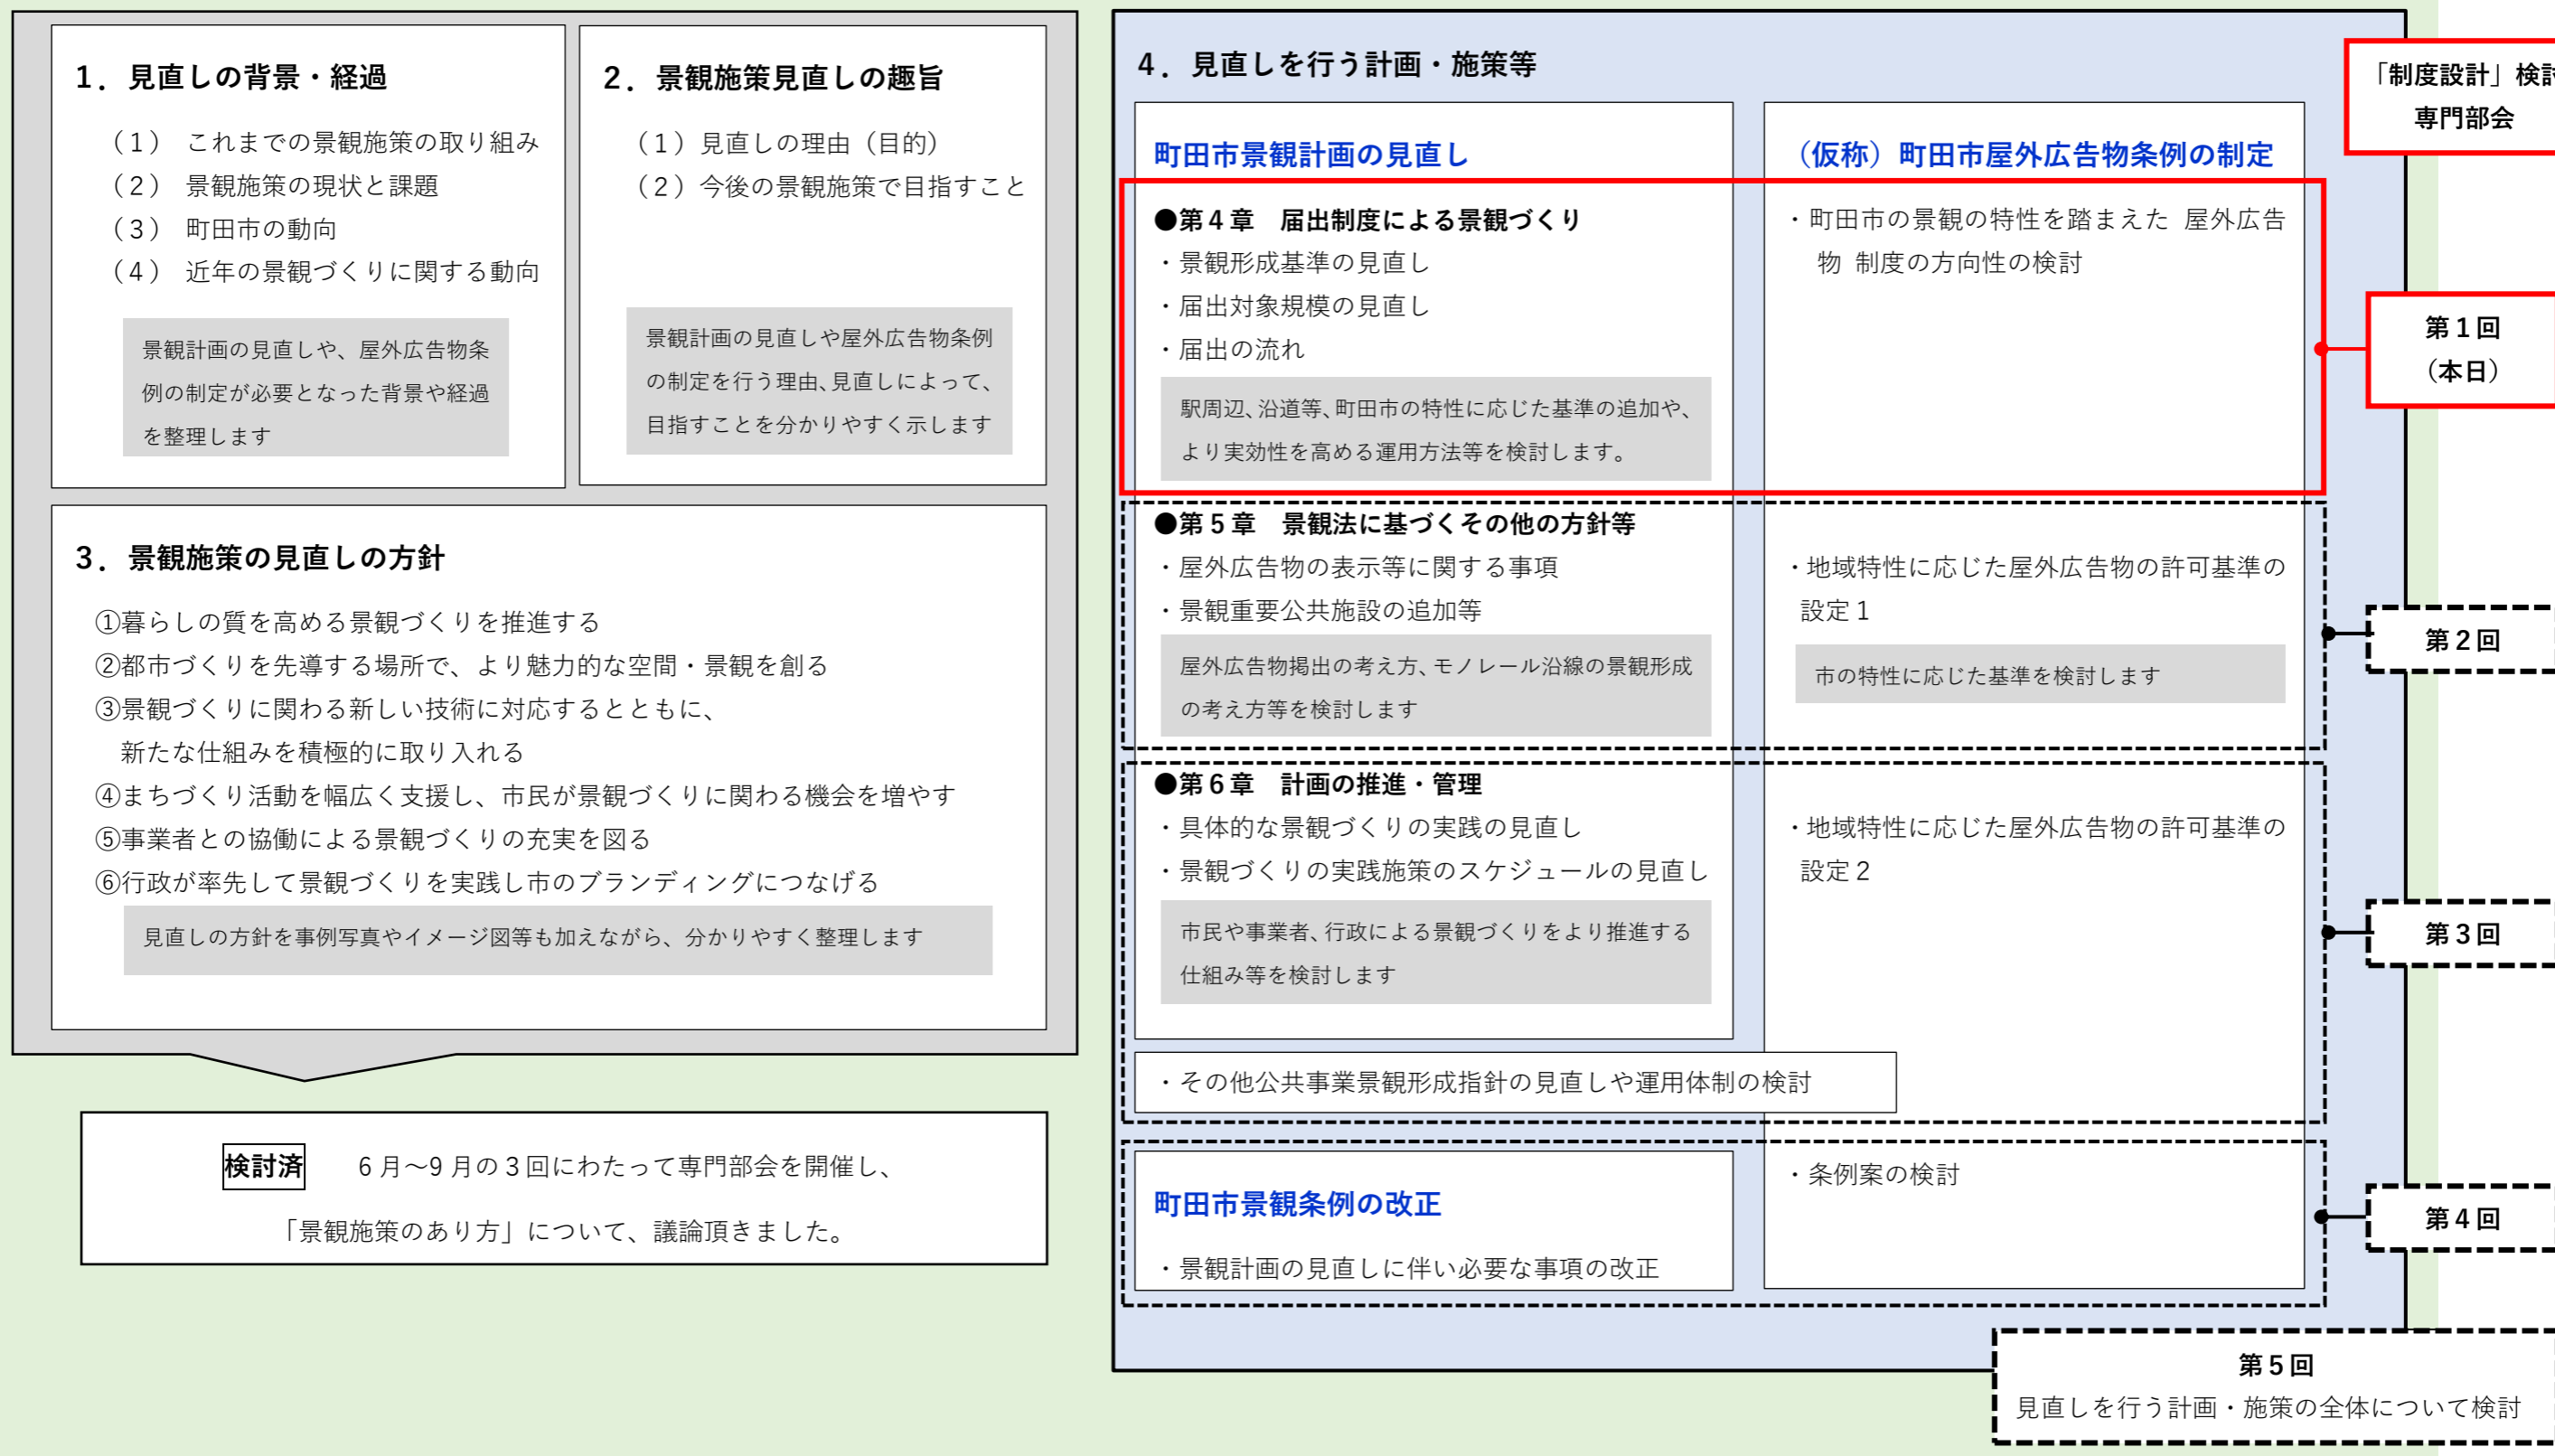 1．見直しの背景・経過
（1） これまでの景観施策の取り組み
（2） 景観施策の現状と課題
（3） 町田市の動向
（4） 近年の景観づくりに関する動向
景観計画の見直しや、屋外広告物条
例の制定が必要となった背景や経過
を整理します
2．景観施策見直しの趣旨
（1）見直しの理由（目的）
（2）今後の景観施策で目指すこと
景観計画の見直しや屋外広告物条例
の制定を行う理由、見直しによって、
目指すことを分かりやすく示します
3．景観施策の見直しの方針
①暮らしの質を高める景観づくりを推進する
②都市づくりを先導する場所で、より魅力的な空間・景観を創る
③景観づくりに関わる新しい技術に対応するとともに、
新たな仕組みを積極的に取り入れる
④まちづくり活動を幅広く支援し、市民が景観づくりに関わる機会を増やす
⑤事業者との協働による景観づくりの充実を図る
⑥行政が率先して景観づくりを実践し市のブランディングにつなげる
見直しの方針を事例写真やイメージ図等も加えながら、分かりやすく整理します
検討済 6月～9月の3回にわたって専門部会を開催し、
「景観施策のあり方」について、議論頂きました。
4．見直しを行う計画・施策等
町田市景観計画の見直し
●第4章 届出制度による景観づくり
・景観形成基準の見直し
・届出対象規模の見直し
・届出の流れ
駅周辺、沿道等、町田市の特性に応じた基準の追加や、
より実効性を高める運用方法等を検討します。
●第5章 景観法に基づくその他の方針等
・屋外広告物の表示等に関する事項
・景観重要公共施設の追加等
屋外広告物掲出の考え方、モノレール沿線の景観形成
の考え方等を検討します
●第6章 計画の推進・管理
・具体的な景観づくりの実践の見直し
・景観づくりの実践施策のスケジュールの見直し
市民や事業者、行政による景観づくりをより推進する
仕組み等を検討します
・その他公共事業景観形成指針の見直しや運用体制の検討
町田市景観条例の改正
・景観計画の見直しに伴い必要な事項の改正
（仮称）町田市屋外広告物条例の制定
・町田市の景観の特性を踏まえた 屋外広告
物 制度の方向性の検討
・地域特性に応じた屋外広告物の許可基準の
設定1
市の特性に応じた基準を検討します
・地域特性に応じた屋外広告物の許可基準の
設定2
・条例案の検討
「制度設計」検討
専門部会
第1回
（本日）
第2回
第3回
第4回
第5回
見直しを行う計画・施策の全体について検討